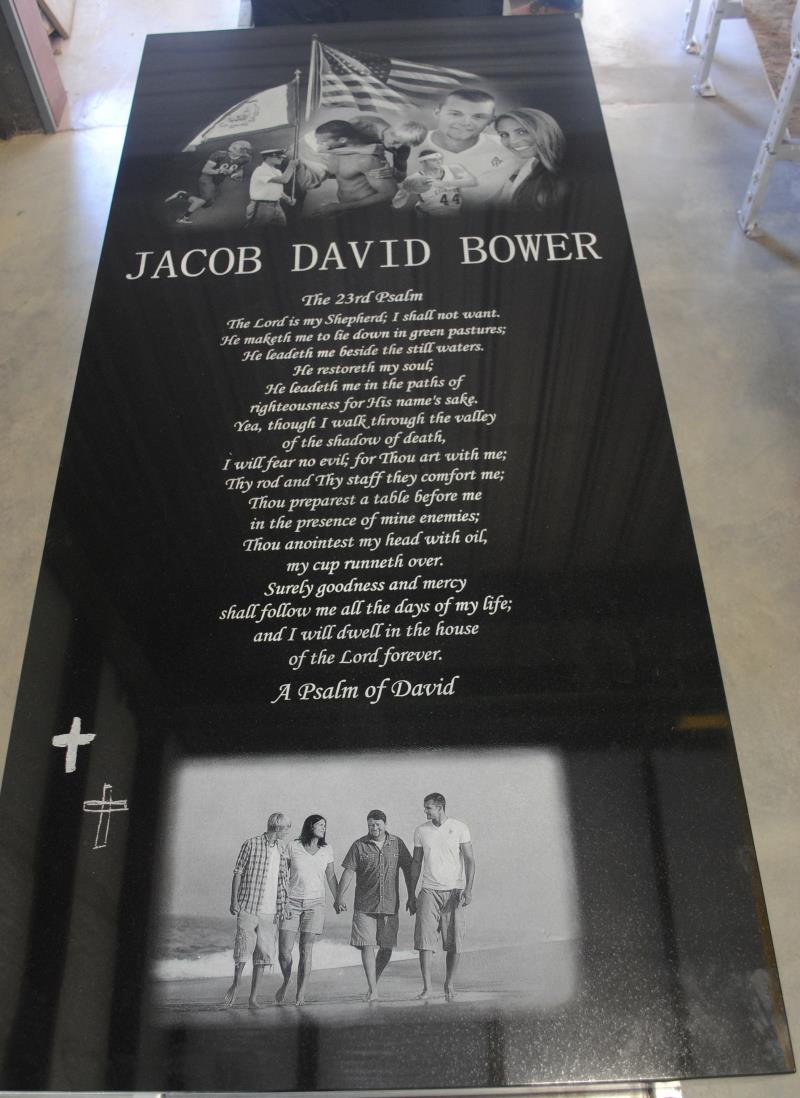 JACOB DAVID BOWER
The 23rd Psalm
The Lord is my Shepherd; I shall not want.
He maketh me to lie down in green pastures;
He leadeth me beside the still waters.
He restoreth my soul;
He leadeth me in the paths of
righteousness for His name's sake.
Yea, though I walk through the valley
of the shadow of death,
I will fear no evil; for Thou art with me;
Thy rod and Thy staff they comfort me;
Thou preparest a table before me
in the presence of mine enemies;
Thou anointest my head with oil,
my cup runneth over.
Surely goodness and mercy
shall follow me all the days of my life;
and I will dwell in the house
of the Lord forever.
A Psalm of David
44